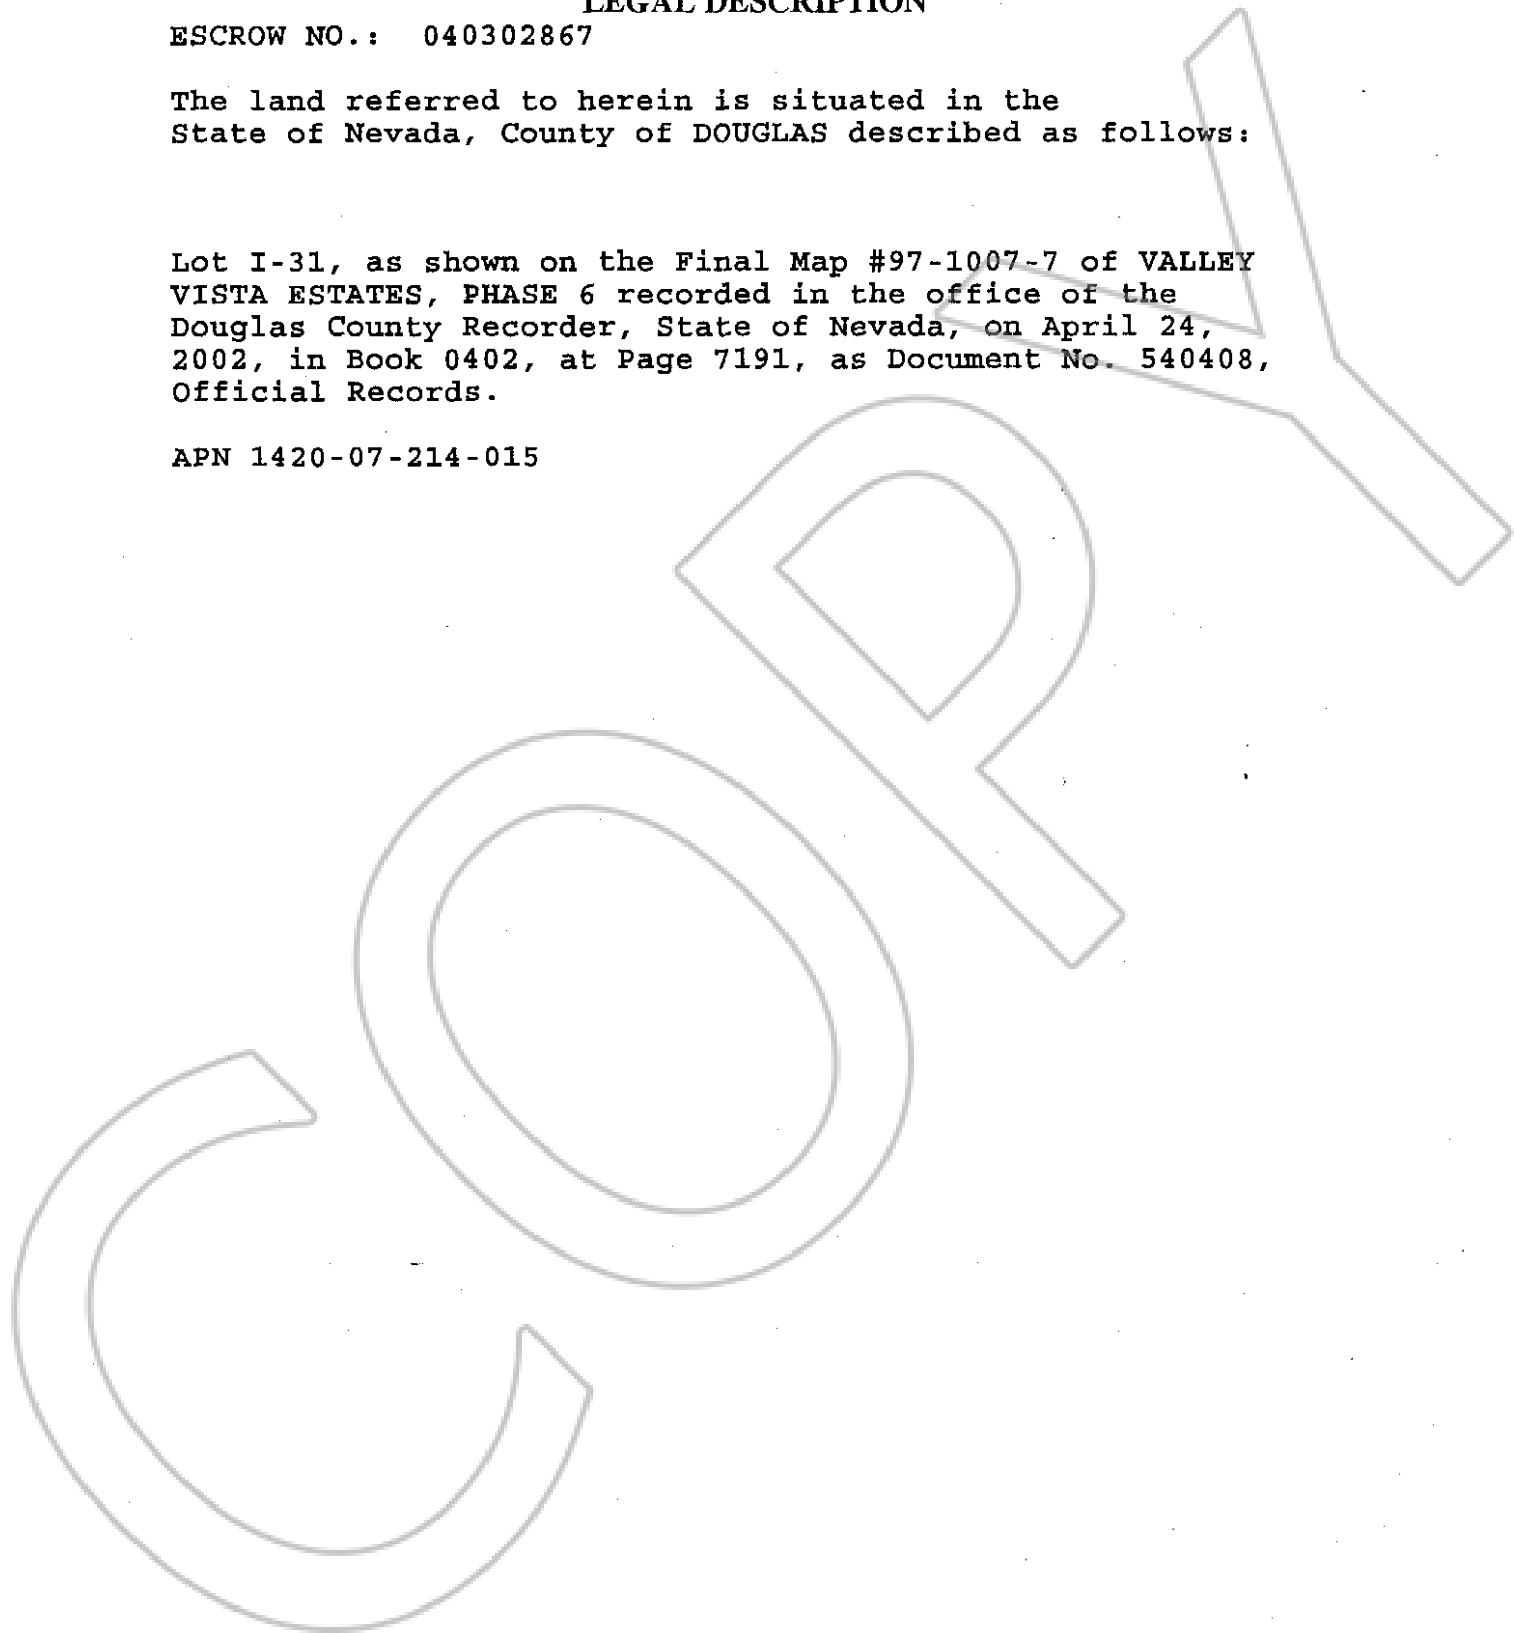 LEGAL DESCRIPTION
ESCROW NO.: 040302867
The land referred to herein is situated in the
State of Nevada, County of DOUGLAS described as follows:
Lot I-31, as shown on the Final Map #97-1007-7 of VALLEY
VISTA ESTATES, PHASE 6 recorded in the office of the
Douglas County Recorder, State of Nevada, on April 24,
2002, in Book 0402, at Page 7191, as Document No. 540408,
Official Records.
APN 1420-07-214-015
COPY